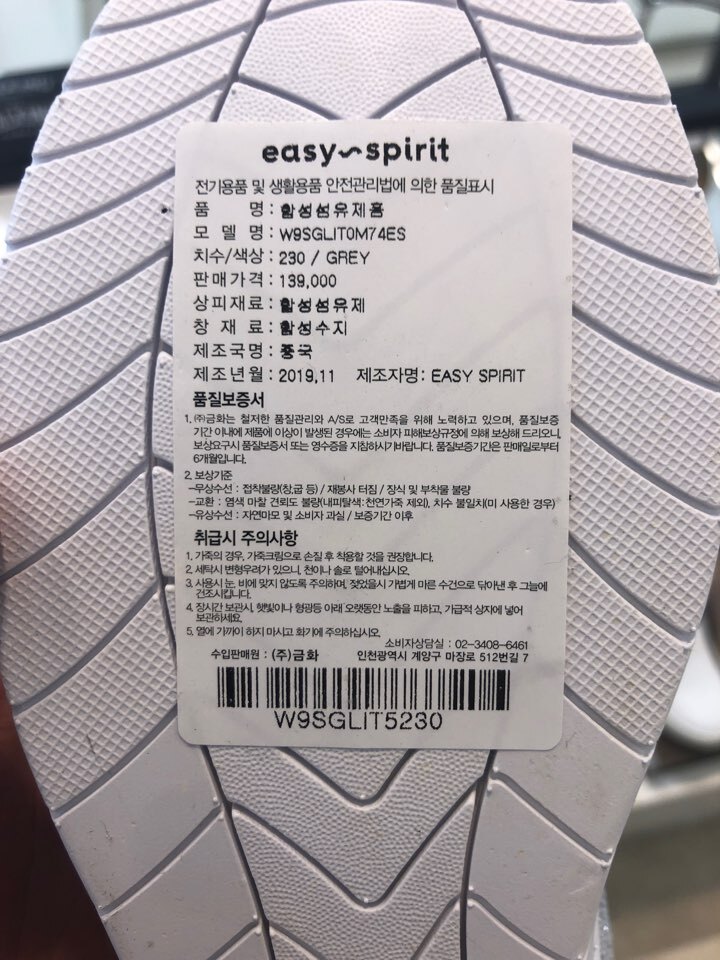 easy~spirit
전기용품 및 생활용품 안전관리법에 의한 품질표시
품 명 : 합성섬유제품
모 델 명 : W9SGLIT0M74ES
치수/색상 : 230 / GREY
판매가격 : 139,000
상피재료 : 합성섬유제
창 재 료 : 합성수지
제조국명 : 중국
제조년월 : 2019.11 제조자명: EASY SPIRIT
품질보증서
1. ㈜금화는 철저한 품질관리와 A/S로 고객만족을 위해 노력하고 있으며, 품질보증
기간 이내에 제품에 이상이 발생된 경우에는 소비자 피해보상규정에 의해 보상해 드리오니,
보상요구시 품질보증서 또는 영수증을 지참하시기바랍니다. 품질보증기간은 판매일로부터
6개월입니다.
2. 보상기준
-무상수선 : 접착불량(창,굽 등) / 재봉사 터짐 / 장식 및 부착물 불량
-교환 : 염색 마찰 견뢰도 불량(내피탈색:천연가죽 제외), 치수 불일치(미 사용한 경우)
-유상수선 : 자연마모 및 소비자 과실 / 보증기간 이후
취급시 주의사항
1. 가죽의 경우, 가죽크림으로 손질 후 착용할 것을 권장합니다.
2. 세탁시 변형우려가 있으니, 천이나 솔로 털어내십시오.
3. 사용시 눈, 비에 맞지 않도록 주의하며, 젖었을시 가볍게 마른 수건으로 닦아낸 후 그늘에
건조시킵니다.
4. 장시간 보관시, 햇빛이나 형광등 아래 오랫동안 노출을 피하고, 가급적 상자에 넣어
보관하세요.
5. 열에 가까이 하지 마시고 화기에 주의하십시오.
소비자상담실 : 02-3408-6461
수입판매원 : (주)금화 인천광역시 계양구 마장로 512번길 7
W9SGLIT5230